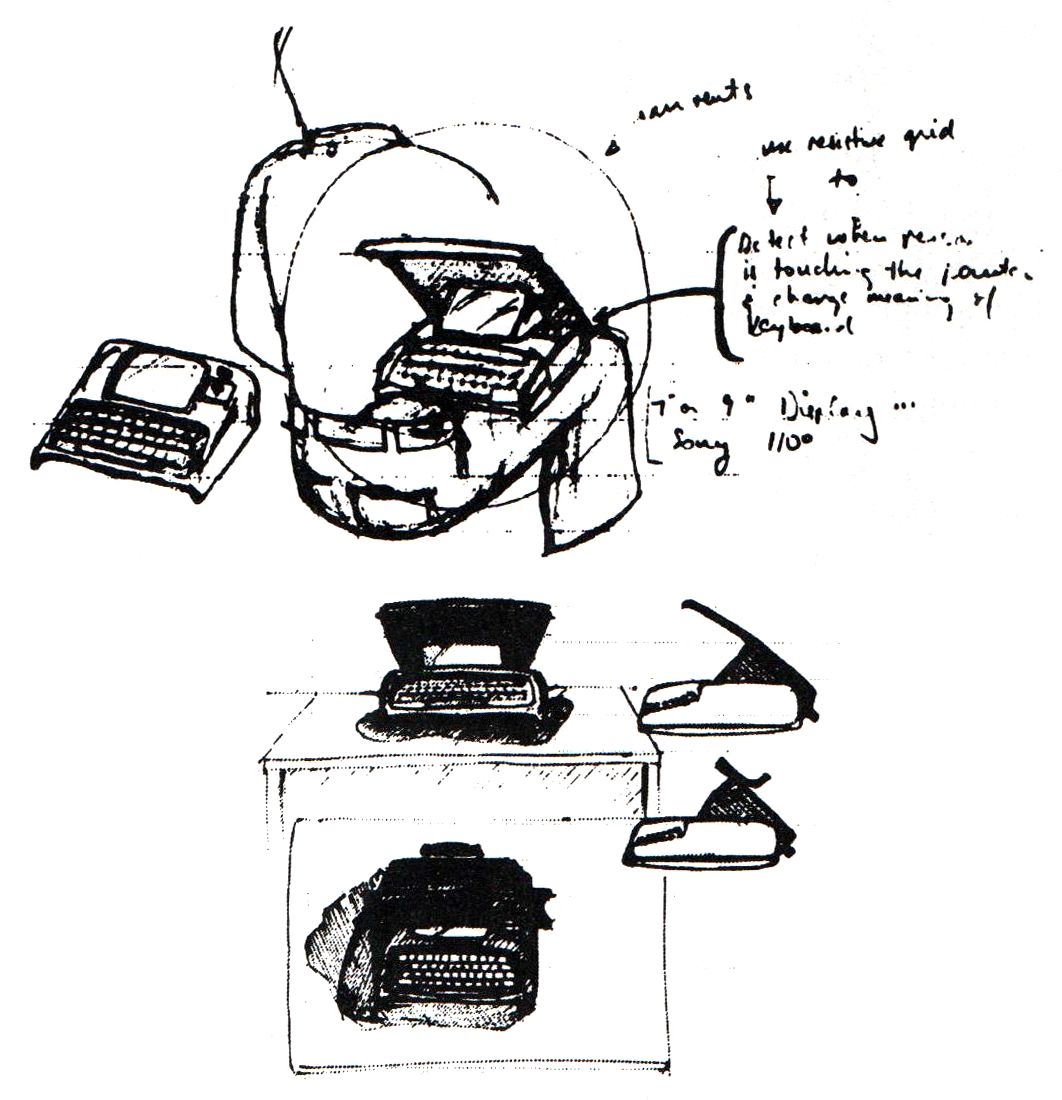 use resistive grid
to
Detect when person
is touching the pointer
& change meaning of
Keyboard
7" or 9" Display ...
Sony 1100